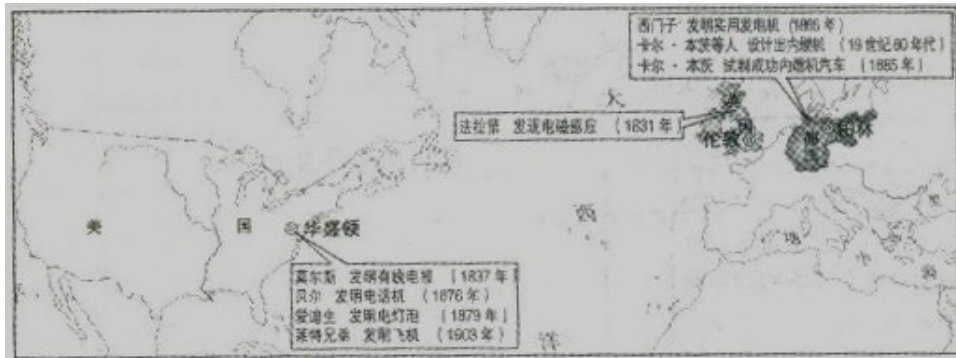 西门子 发明实用发电机 (1866年)
卡尔·本茨等人 设计出内燃机 (19世纪80年代)
卡尔·本茨 试制成功内燃机汽车 (1885年)
大
英
法拉第 发现电磁感应 (1831年)
国
伦敦
德
柏林
美
国
华盛顿
西
地
中
海
莫尔斯 发明有线电报 (1837年)
贝尔 发明电话机 (1876年)
爱迪生 发明电灯泡 (1879年)
莱特兄弟 发明飞机 (1903年)
洋